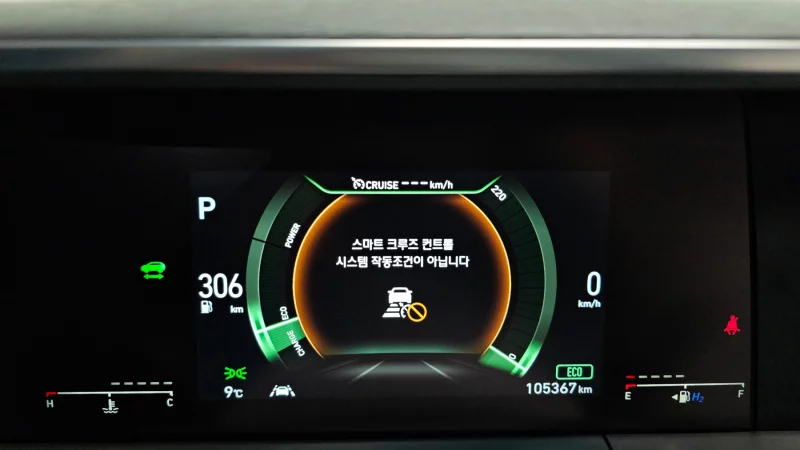 CRUISE --- km/h
P
220
POWER
스마트 크루즈 컨트롤
시스템 작동조건이 아닙니다
306
km
0
km/h
ECO
CHARGE
0
ECO
9℃
105367 km
H C
E F
H₂